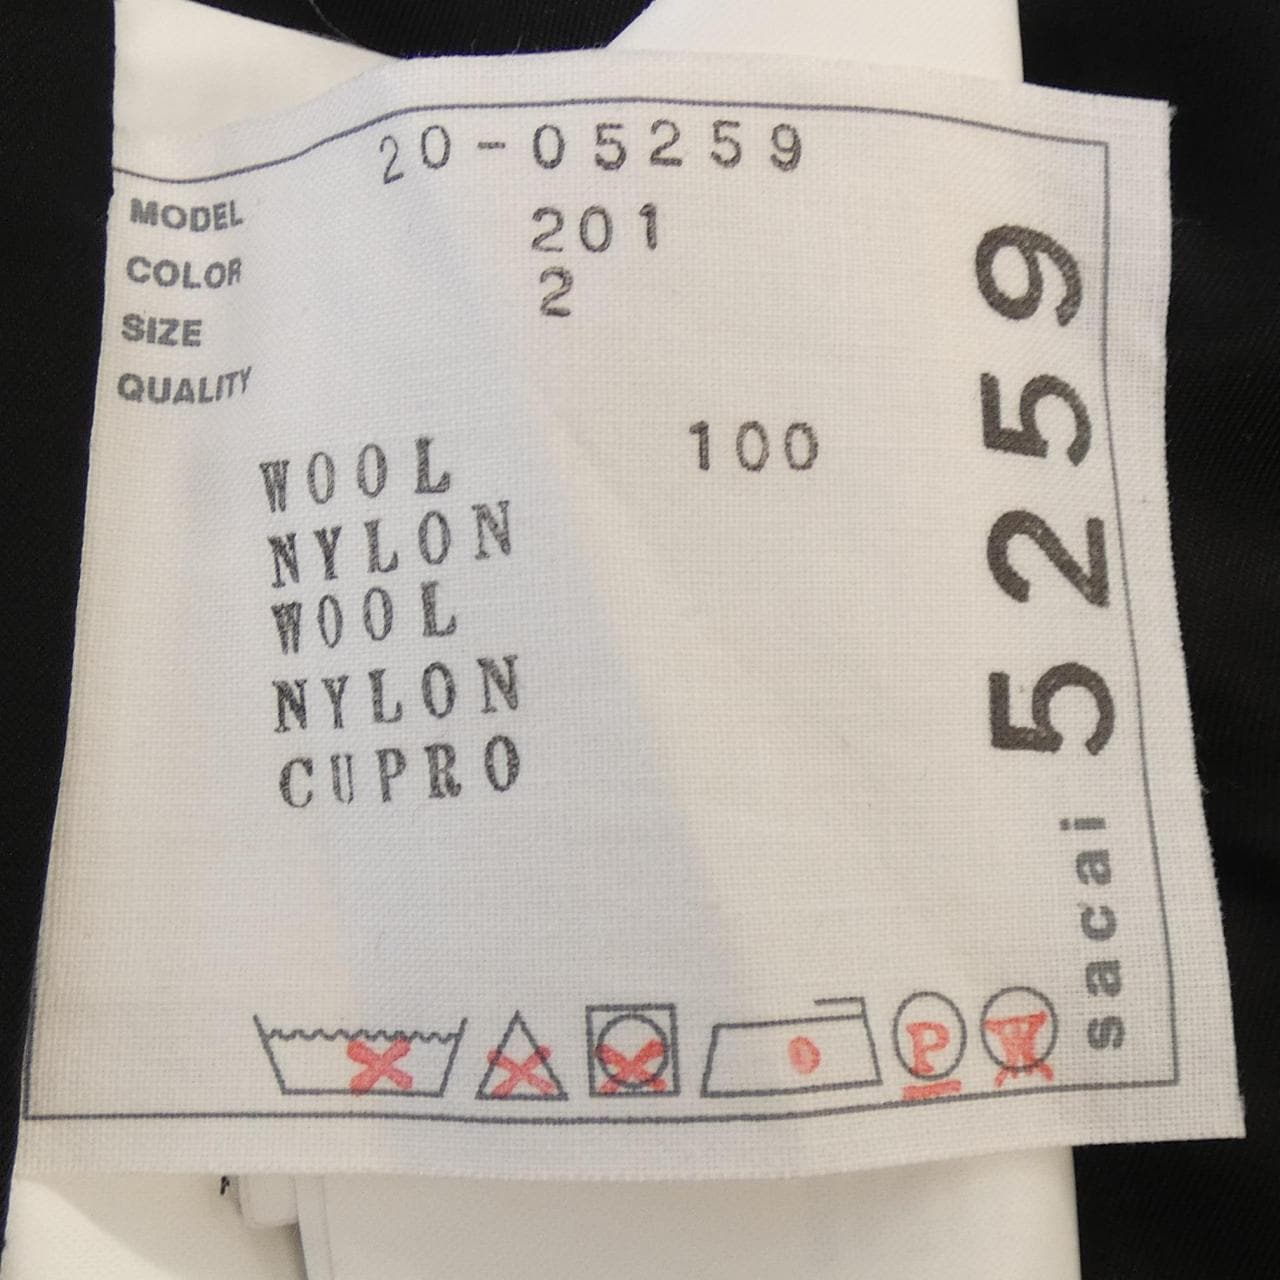 20-05259
MODEL
201
COLOR
2
SIZE
QUALITY
WOOL 100
NYLON
WOOL
NYLON
CUPRO
P
W
sacai 5259